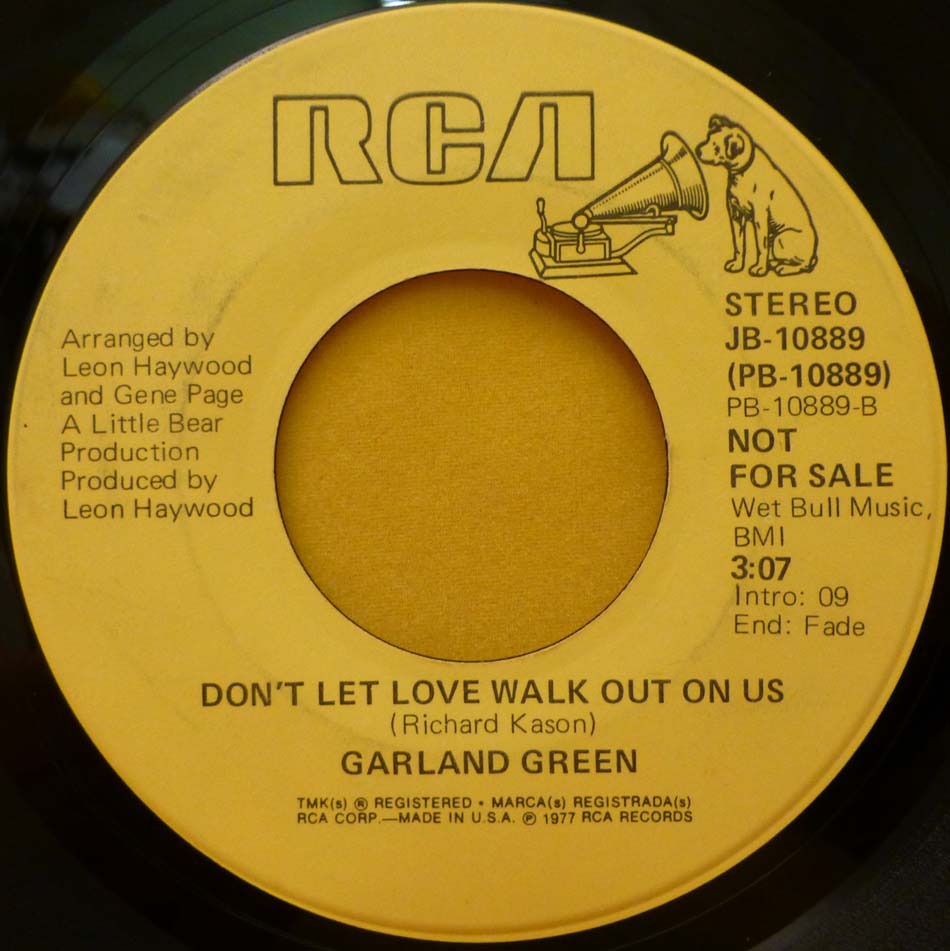 RCA
Arranged by
Leon Haywood
and Gene Page
A Little Bear
Production
Produced by
Leon Haywood
STEREO
JB-10889
(PB-10889)
PB-10889-B
NOT
FOR SALE
Wet Bull Music,
BMI
3:07
Intro: 09
End: Fade
DON'T LET LOVE WALK OUT ON US
(Richard Kason)
GARLAND GREEN
TMK(s) ® REGISTERED • MARCA(s) REGISTRADA(s)
RCA CORP.—MADE IN U.S.A. ℗ 1977 RCA RECORDS